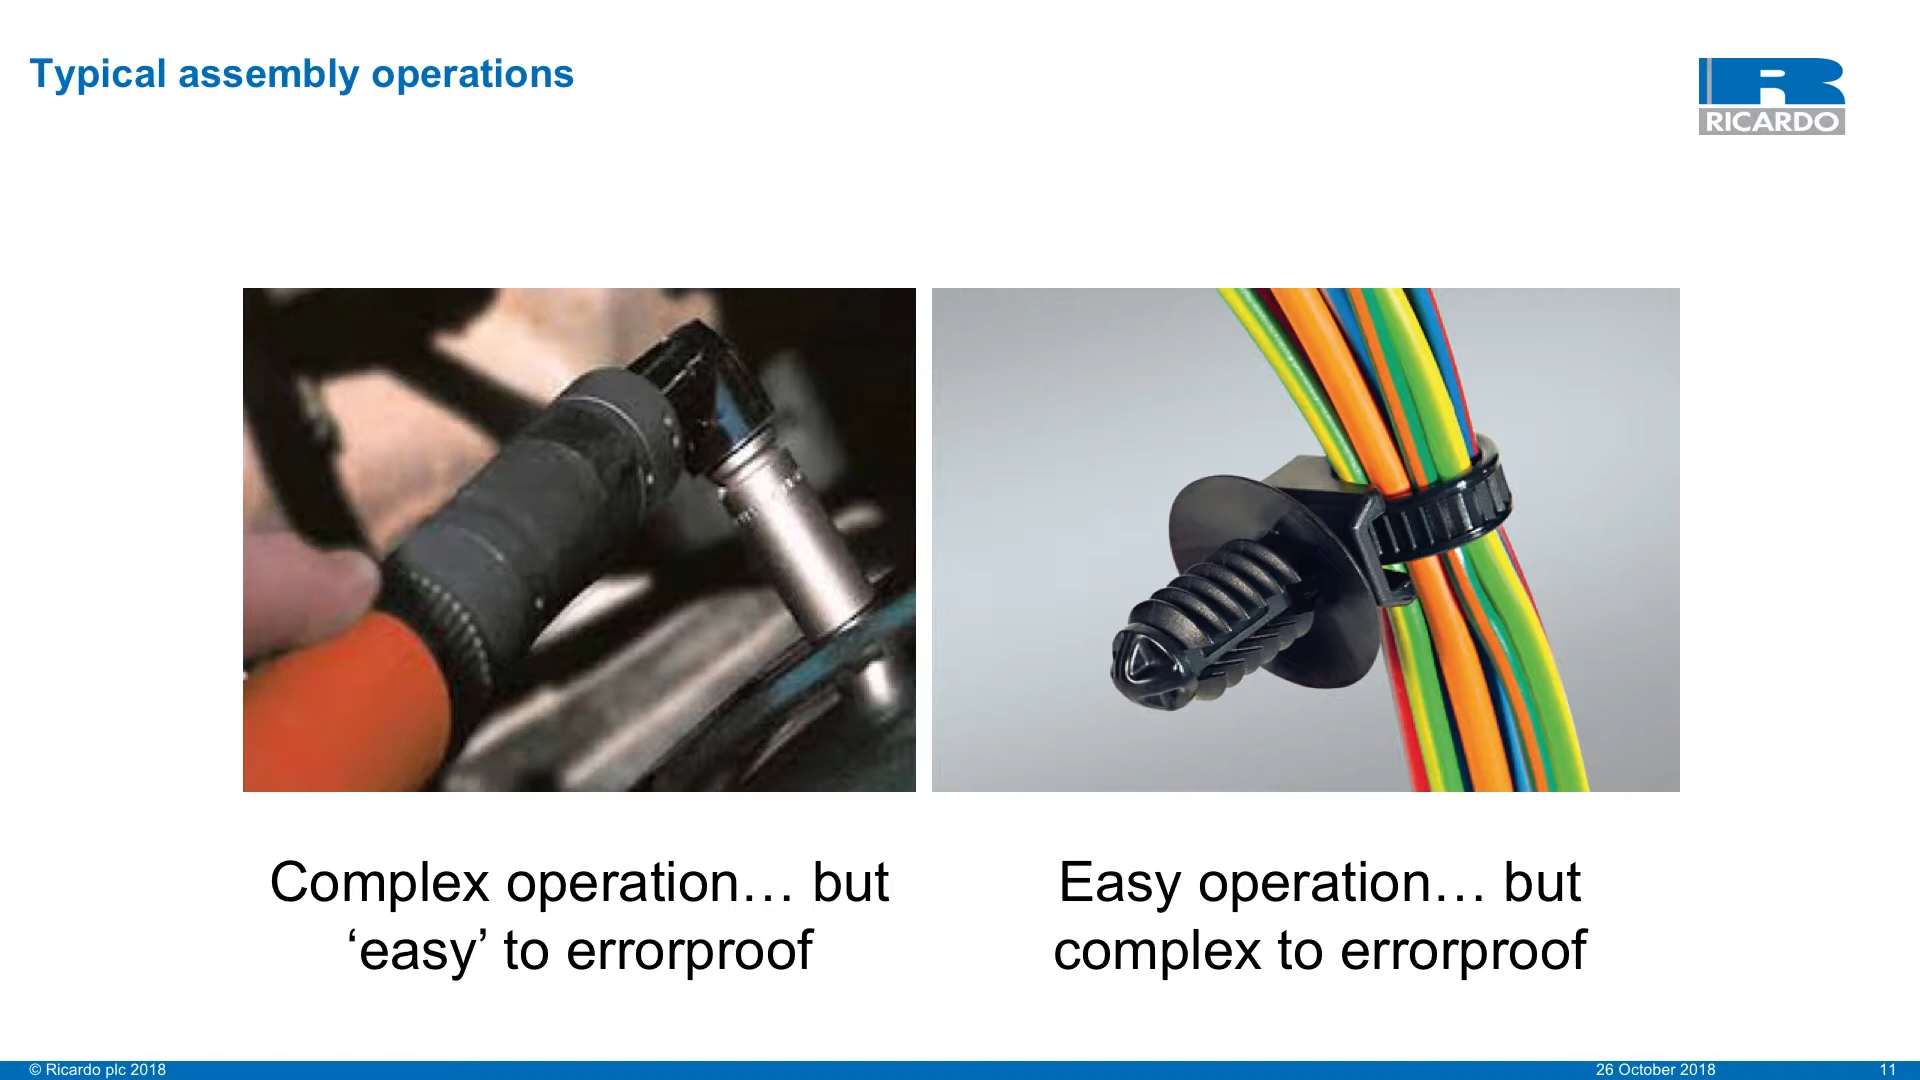 Typical assembly operations
RICARDO
Complex operation… but
‘easy’ to errorproof
Easy operation… but
complex to errorproof
© Ricardo plc 2018
26 October 2018
11